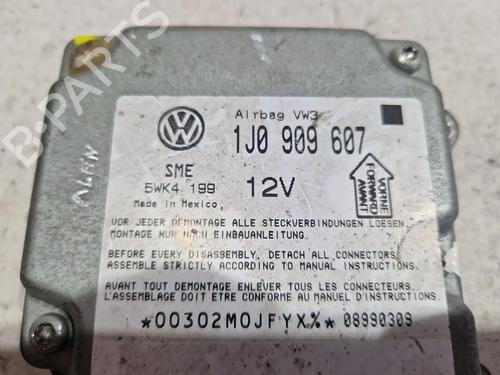 B-PARTS
Airbag VW3
1J0 909 607
SME
5WK4 199
12V
Made in Mexico
VORNE
FORWARD
AVANT
ALEN
VOR JEDER DEMONTAGE ALLE STECKVERBINDUNGEN LOESEN
MONTAGE NUR NACH EINBAUANLEITUNG.
BEFORE EVERY DISASSEMBLY, DETACH ALL CONNECTORS,
ASSEMBLE STRICTLY ACCORDING TO MANUAL INSTRUCTIONS.
AVANT TOUT DEMONTAGE ENLEVER TOUS LES CONNECTEURS.
L'ASSEMBLAGE DOIT ETRE CONFORME AU MANUEL D'INSTRUCTIONS
*00302M0JFYX%* 08990309